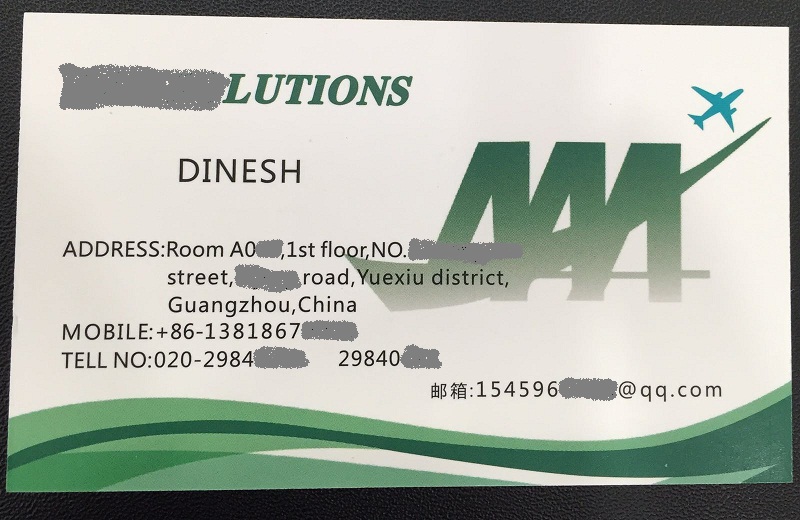 LUTIONS
AAA
DINESH
ADDRESS:Room A0 ,1st floor,NO.
street, road,Yuexiu district,
Guangzhou,China
MOBILE:+86-1381867
TELL NO:020-2984 29840
邮箱:154596 @qq.com